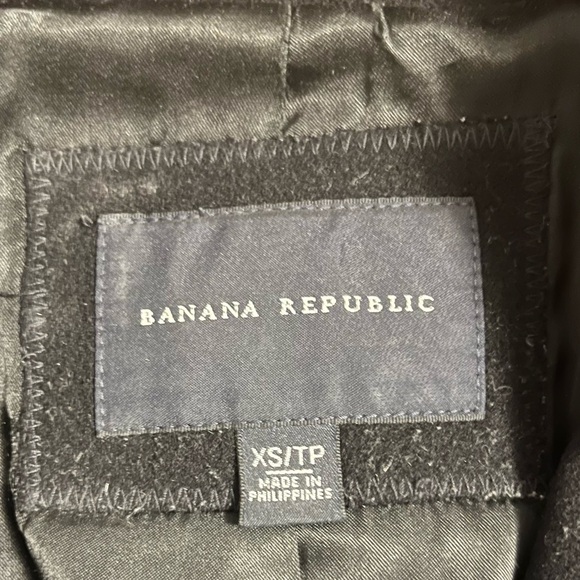 BANANA REPUBLIC
XS/TP
MADE IN
PHILIPPINES